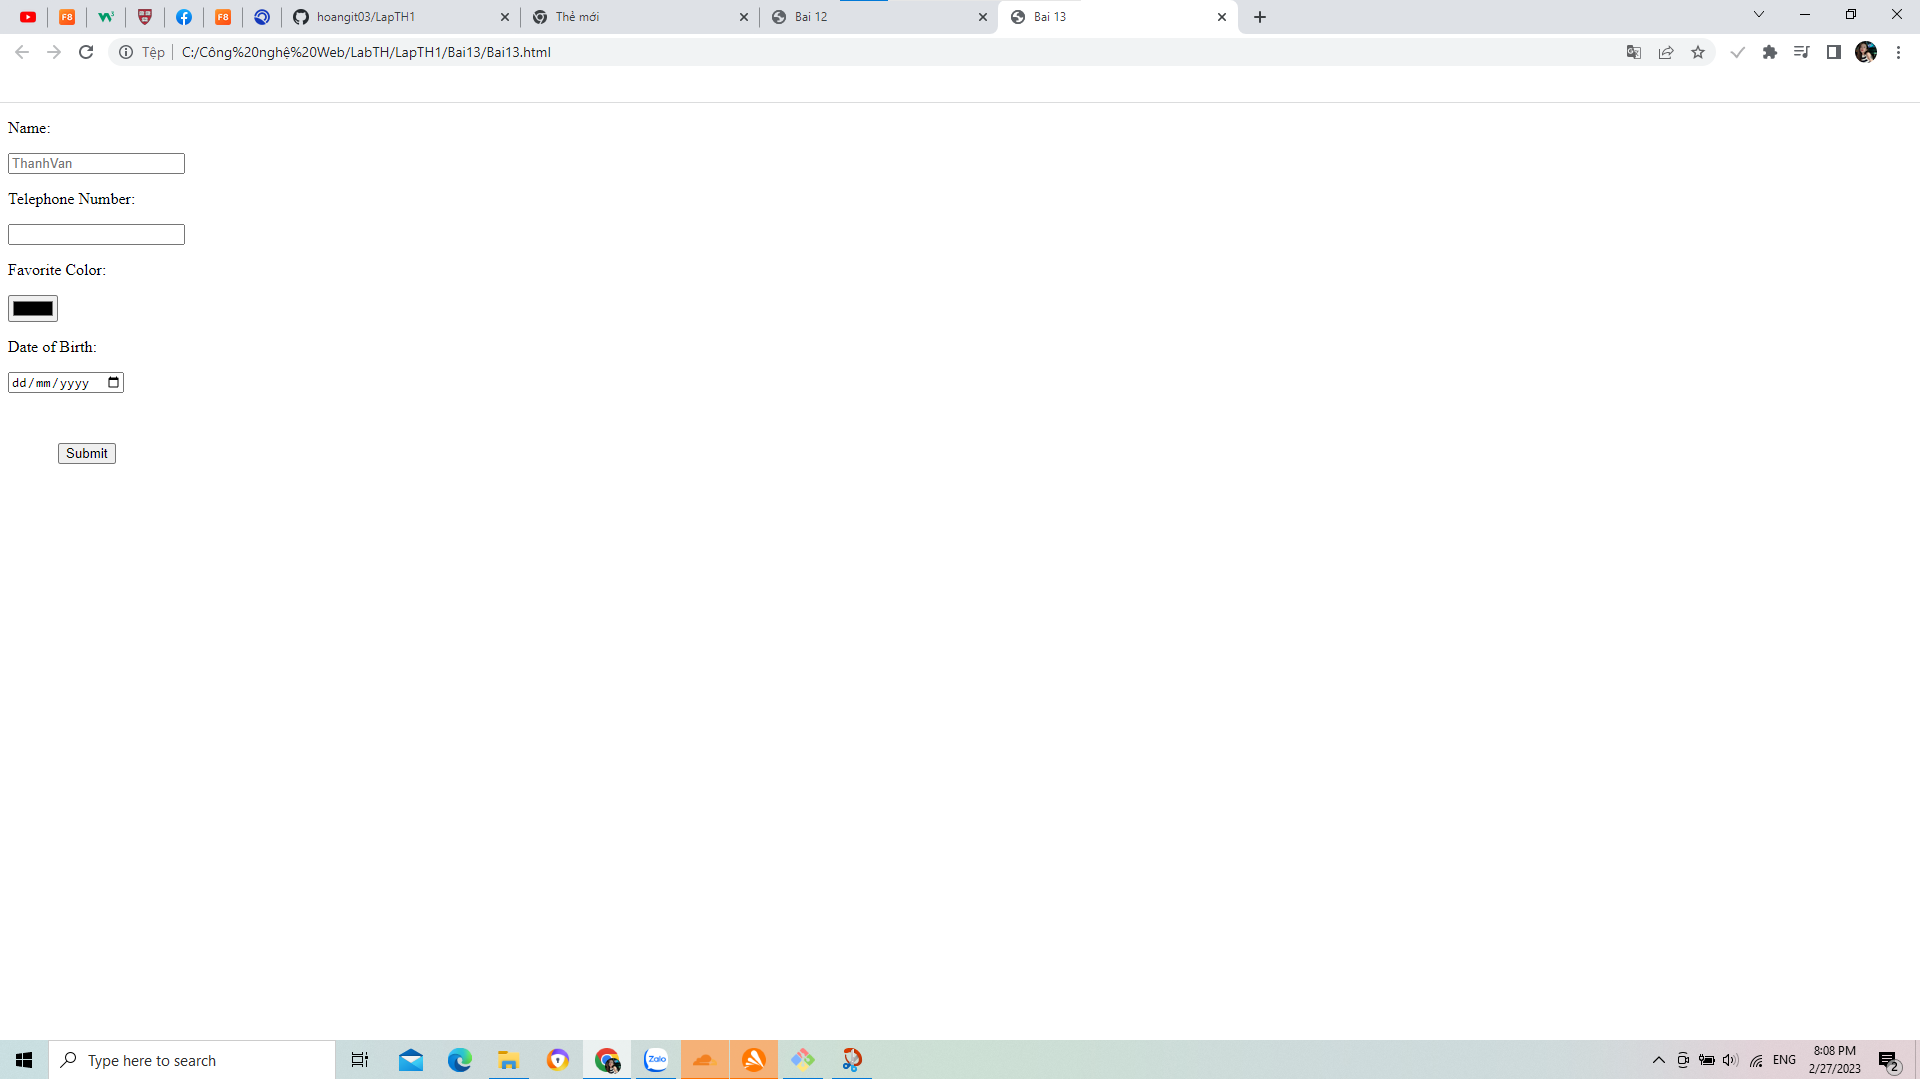 F8
W³
F8
hoangit03/LapTH1
Thẻ mới
Bai 12
Bai 13
Tệp
C:/Công%20nghệ%20Web/LabTH/LapTH1/Bai13/Bai13.html
Name:
ThanhVan
Telephone Number:
Favorite Color:
Date of Birth:
dd/mm/yyyy
Submit
Type here to search
Zalo
ENG
8:08 PM
2/27/2023
2